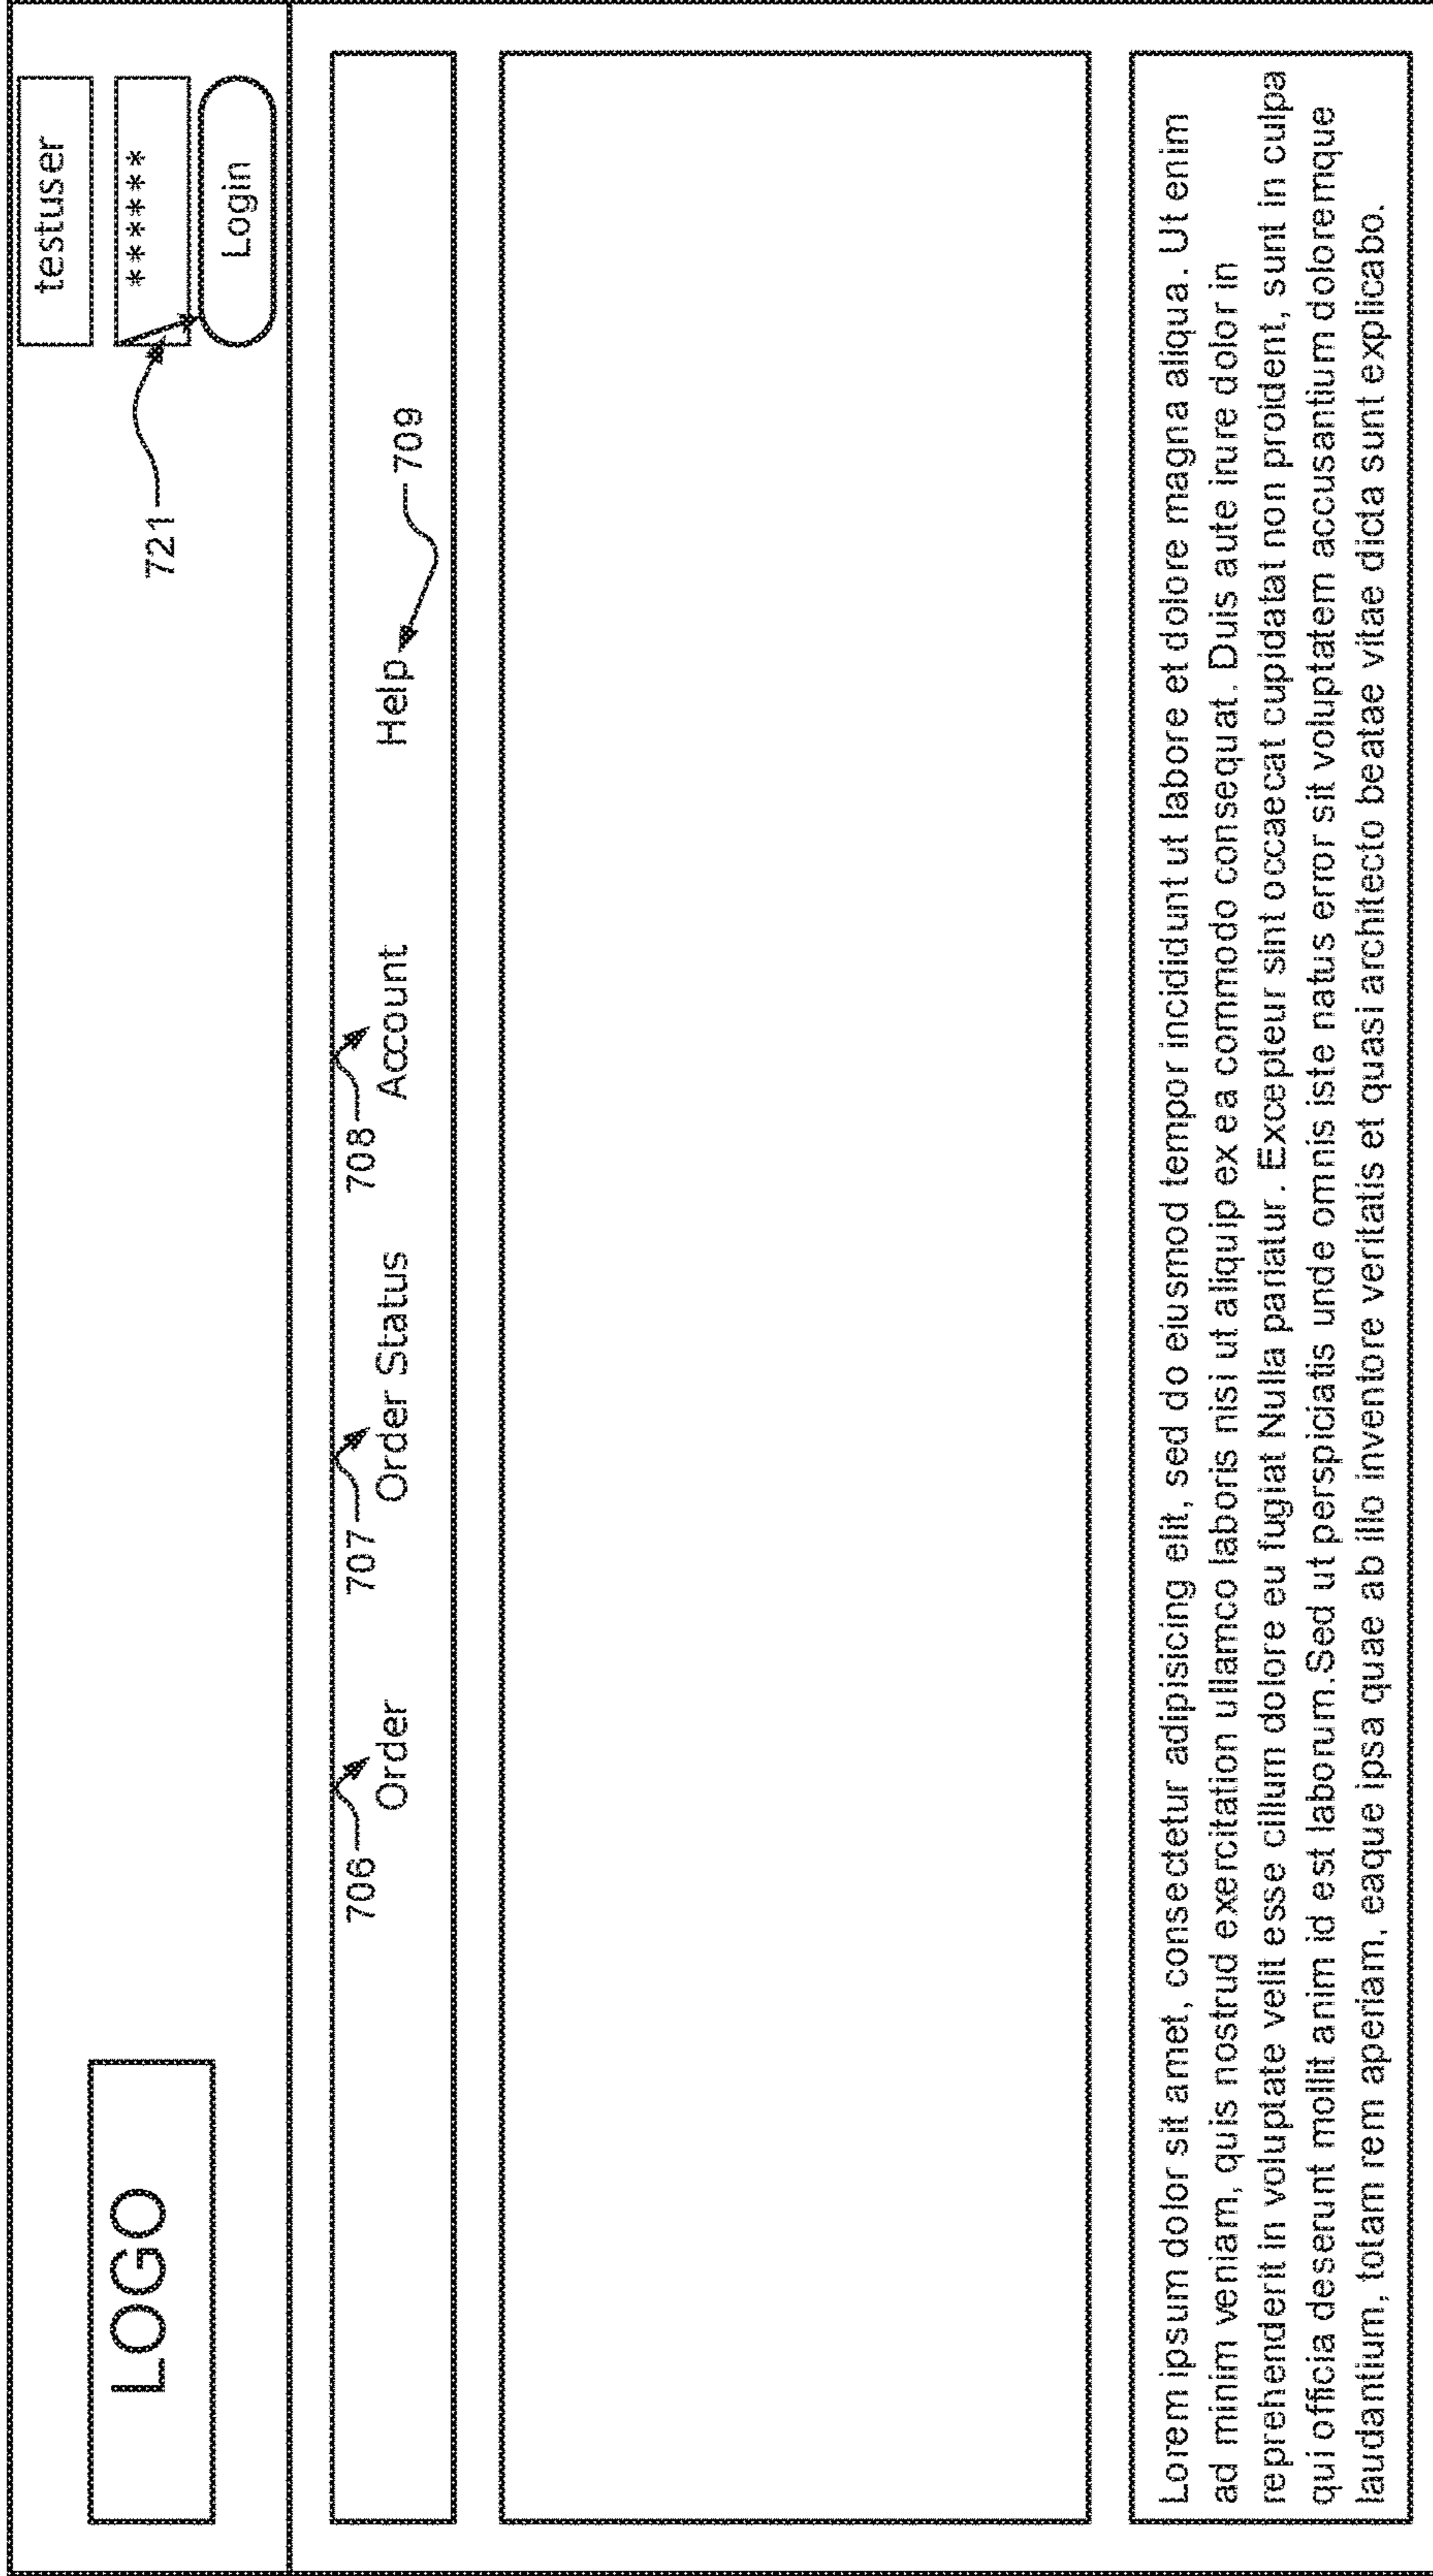 LOGO
testuser
*******
Login
721
706
Order
707
Order Status
708
Account
Help
709
Lorem ipsum dolor sit amet, consectetur adipisicing elit, sed do eiusmod tempor incididunt ut labore et dolore magna aliqua. Ut enim
ad minim veniam, quis nostrud exercitation ullamco laboris nisi ut aliquip ex ea commodo consequat. Duis aute irure dolor in
reprehenderit in voluptate velit esse cillum dolore eu fugiat Nulla pariatur. Excepteur sint occaecat cupidatat non proident, sunt in culpa
qui officia deserunt mollit anim id est laborum.Sed ut perspiciatis unde omnis iste natus error sit voluptatem accusantium doloremque
laudantium, totam rem aperiam, eaque ipsa quae ab illo inventore veritatis et quasi architecto beatae vitae dicta sunt explicabo.